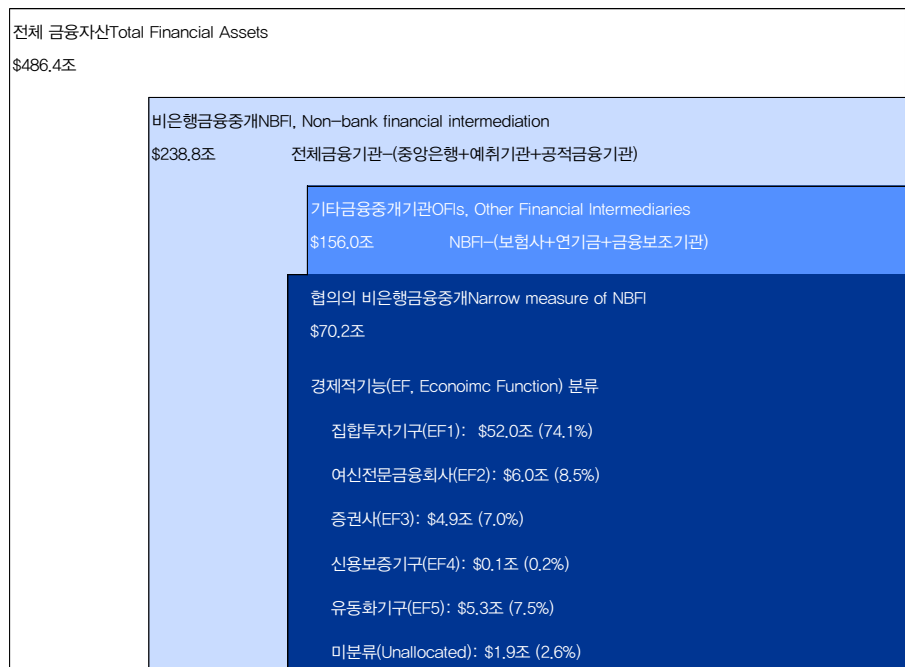 전체 금융자산Total Financial Assets
$486.4조
비은행금융중개NBFI, Non-bank financial intermediation
$238.8조 전체금융기관-(중앙은행+예취기관+공적금융기관)
기타금융중개기관OFIs, Other Financial Intermediaries
$156.0조 NBFI-(보험사+연기금+금융보조기관)
협의의 비은행금융중개Narrow measure of NBFI
$70.2조
경제적기능(EF, Econoimc Function) 분류
집합투자기구(EF1): $52.0조 (74.1%)
여신전문금융회사(EF2): $6.0조 (8.5%)
증권사(EF3): $4.9조 (7.0%)
신용보증기구(EF4): $0.1조 (0.2%)
유동화기구(EF5): $5.3조 (7.5%)
미분류(Unallocated): $1.9조 (2.6%)